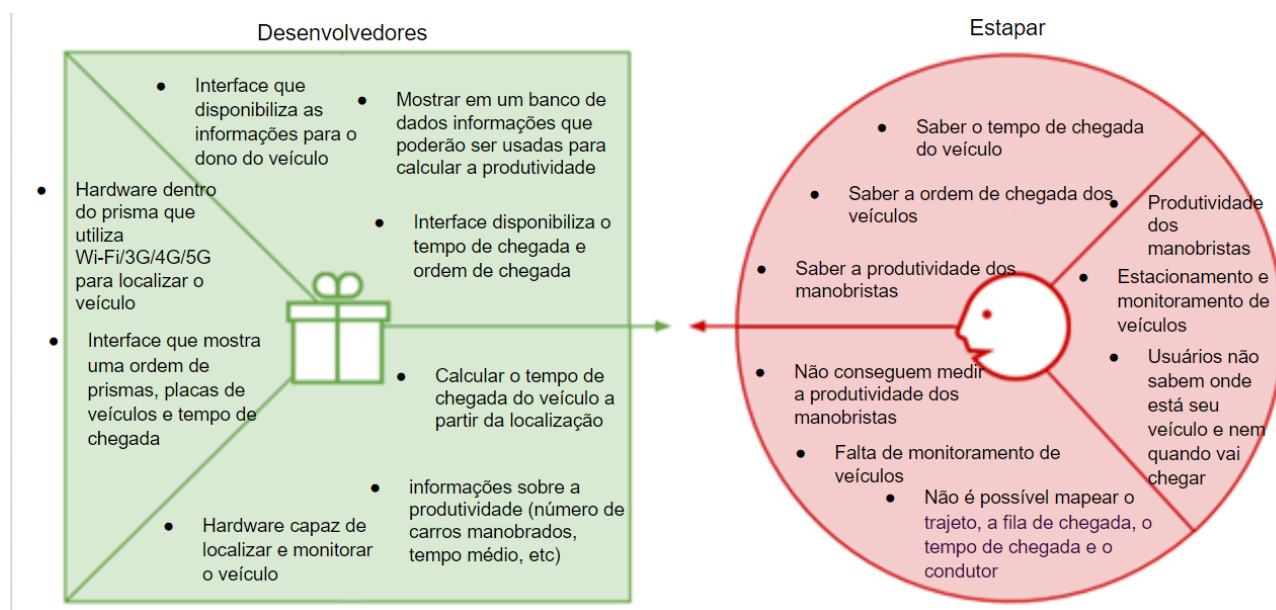 Desenvolvedores
● Interface que
disponibiliza as
informações para o
dono do veículo
● Mostrar em um banco de
dados informações que
poderão ser usadas para
calcular a produtividade
● Hardware dentro
do prisma que
utiliza
Wi-Fi/3G/4G/5G
para localizar o
veículo
● Interface disponibiliza o
tempo de chegada e
ordem de chegada
● Interface que mostra
uma ordem de
prismas, placas de
veículos e tempo de
chegada
● Calcular o tempo de
chegada do veículo a
partir da localização
● Hardware capaz de
localizar e monitorar
o veículo
● informações sobre a
produtividade (número de
carros manobrados,
tempo médio, etc)
Estapar
● Saber o tempo de chegada
do veículo
● Saber a ordem de chegada dos
veículos
● Saber a produtividade dos
manobristas
● Produtividade
dos
manobristas
● Estacionamento e
monitoramento de
veículos
● Usuários não
sabem onde
está seu
veículo e nem
quando vai
chegar
● Não conseguem medir
a produtividade dos
manobristas
● Falta de monitoramento de
veículos
● Não é possível mapear o
trajeto, a fila de chegada, o
tempo de chegada e o
condutor